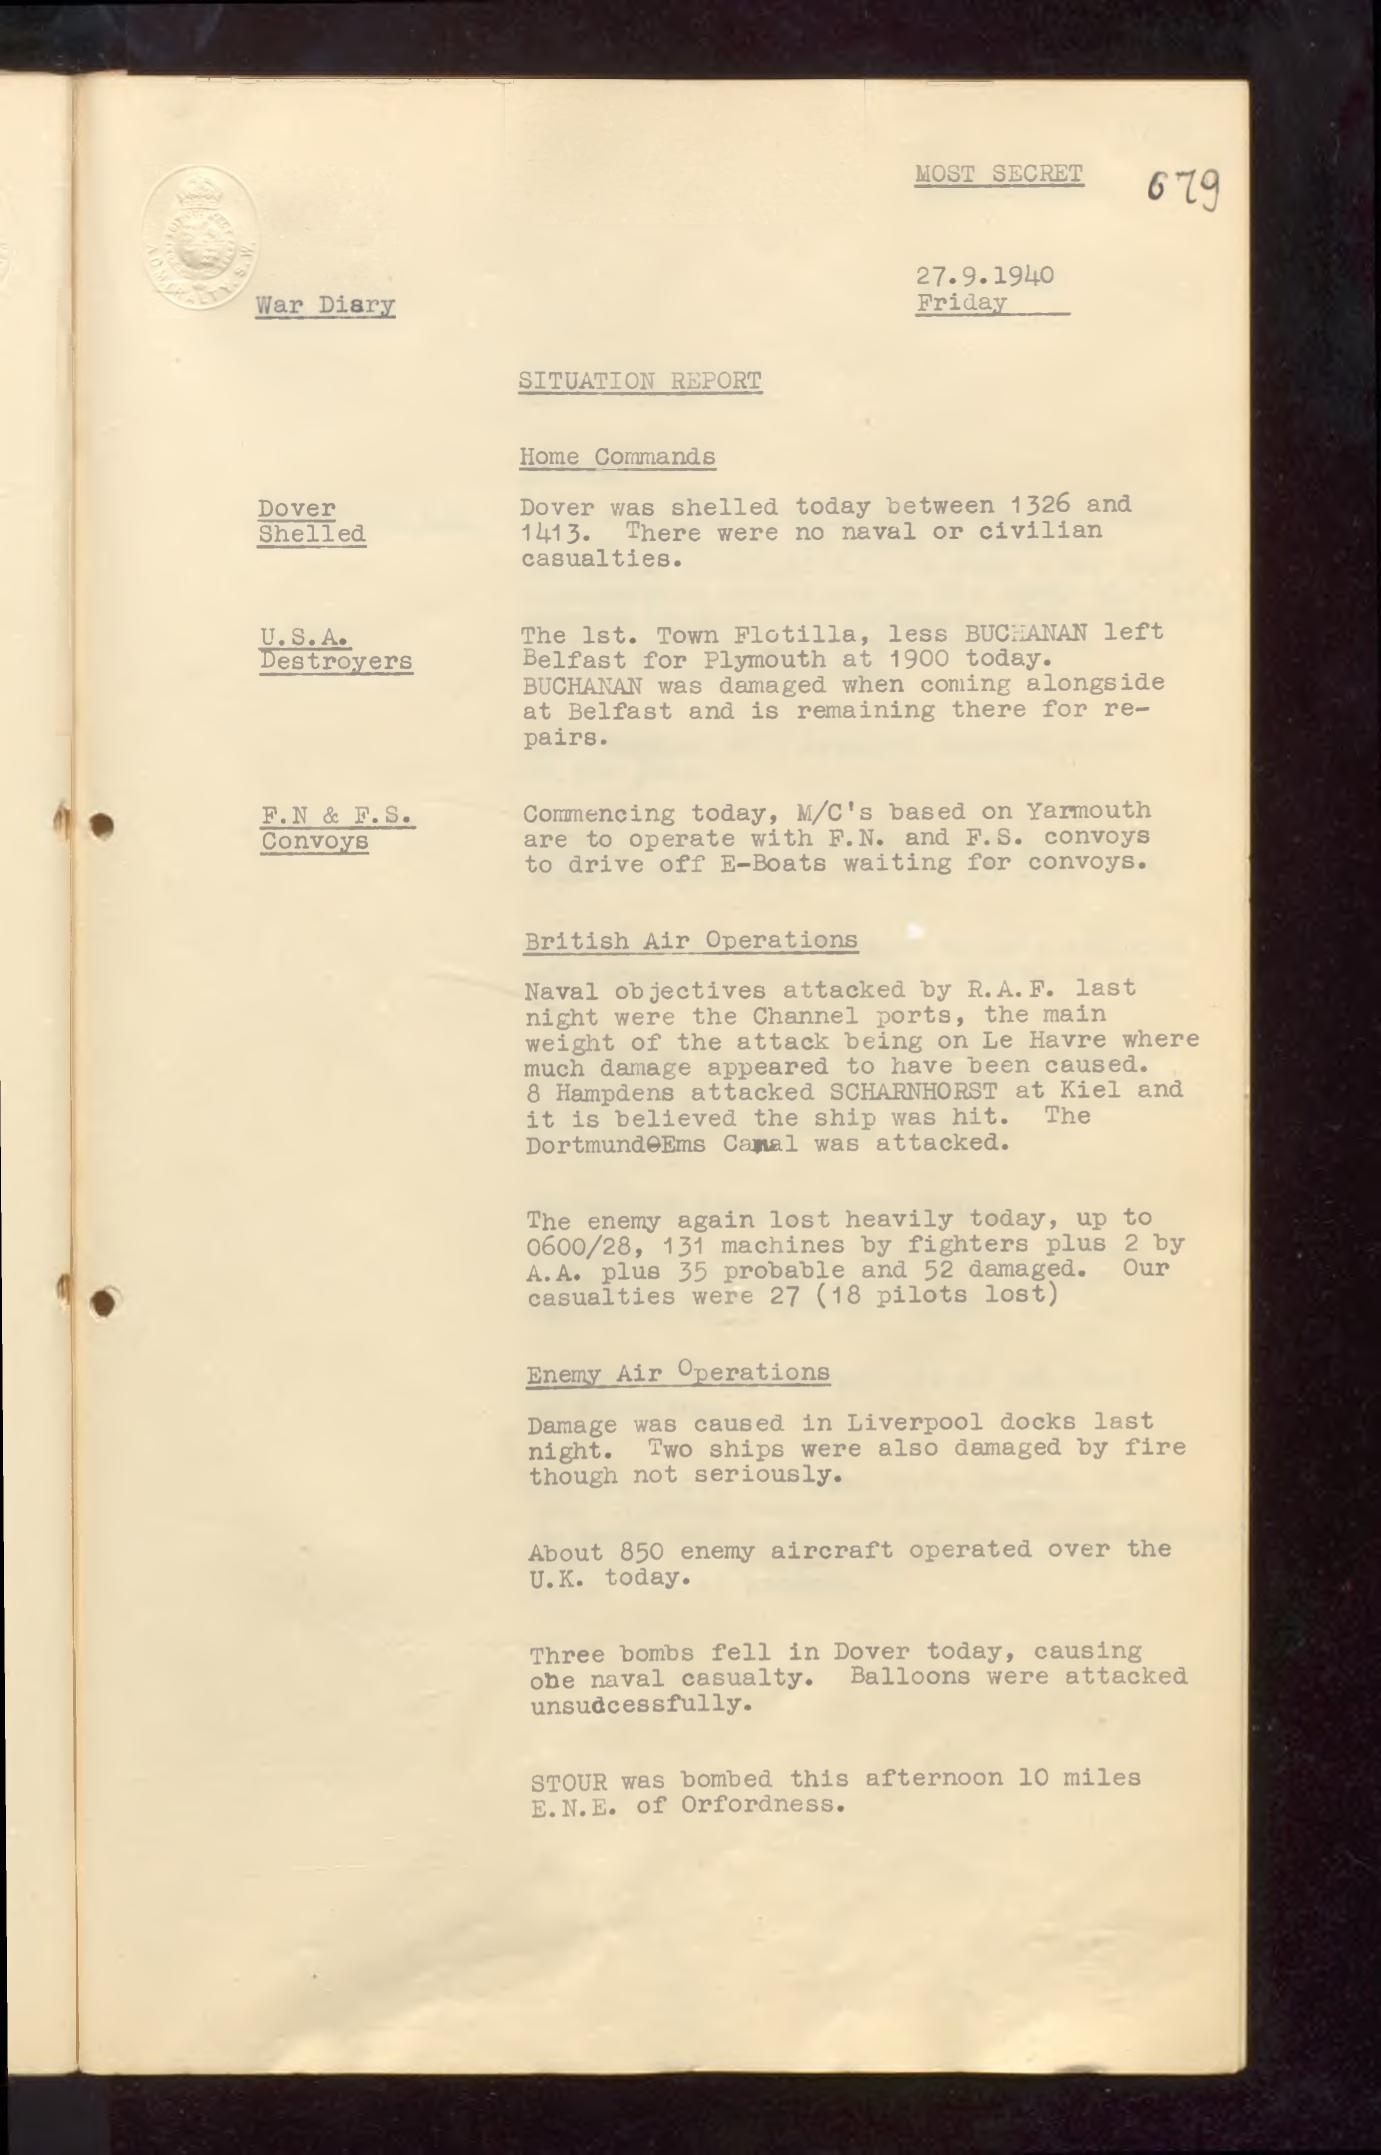 MOST SECRET
679
ADMIRALTY.S.W.
27.9.1940
Friday
War Diary
SITUATION REPORT
Home Commands
Dover
Shelled
Dover was shelled today between 1326 and
1413. There were no naval or civilian
casualties.
U.S.A.
Destroyers
The 1st. Town Flotilla, less BUCHANAN left
Belfast for Plymouth at 1900 today.
BUCHANAN was damaged when coming alongside
at Belfast and is remaining there for re-
pairs.
F.N & F.S.
Convoys
Commencing today, M/C's based on Yarmouth
are to operate with F.N. and F.S. convoys
to drive off E-Boats waiting for convoys.
British Air Operations
Naval objectives attacked by R.A.F. last
night were the Channel ports, the main
weight of the attack being on Le Havre where
much damage appeared to have been caused.
8 Hampdens attacked SCHARNHORST at Kiel and
it is believed the ship was hit. The
Dortmund-Ems Canal was attacked.
The enemy again lost heavily today, up to
0600/28, 131 machines by fighters plus 2 by
A.A. plus 35 probable and 52 damaged. Our
casualties were 27 (18 pilots lost)
Enemy Air Operations
Damage was caused in Liverpool docks last
night. Two ships were also damaged by fire
though not seriously.
About 850 enemy aircraft operated over the
U.K. today.
Three bombs fell in Dover today, causing
one naval casualty. Balloons were attacked
unsudcessfully.
STOUR was bombed this afternoon 10 miles
E.N.E. of Orfordness.